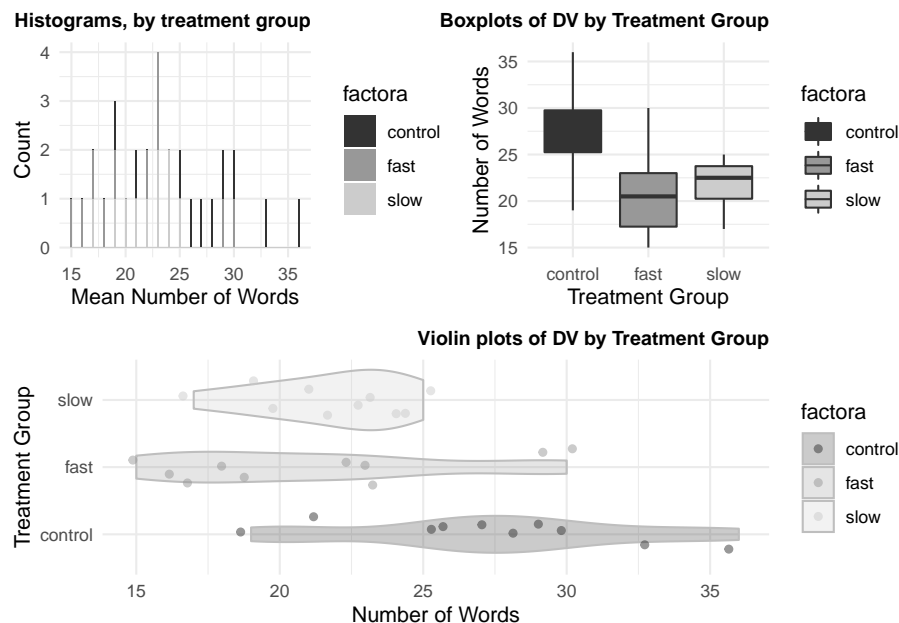 Histograms, by treatment group
4
3
2
1
0
Count
15 20 25 30 35
Mean Number of Words
factora
control
fast
slow
Boxplots of DV by Treatment Group
35
30
25
20
15
Number of Words
control fast slow
Treatment Group
factora
control
fast
slow
Violin plots of DV by Treatment Group
Treatment Group
slow
fast
control
15 20 25 30 35
Number of Words
factora
control
fast
slow